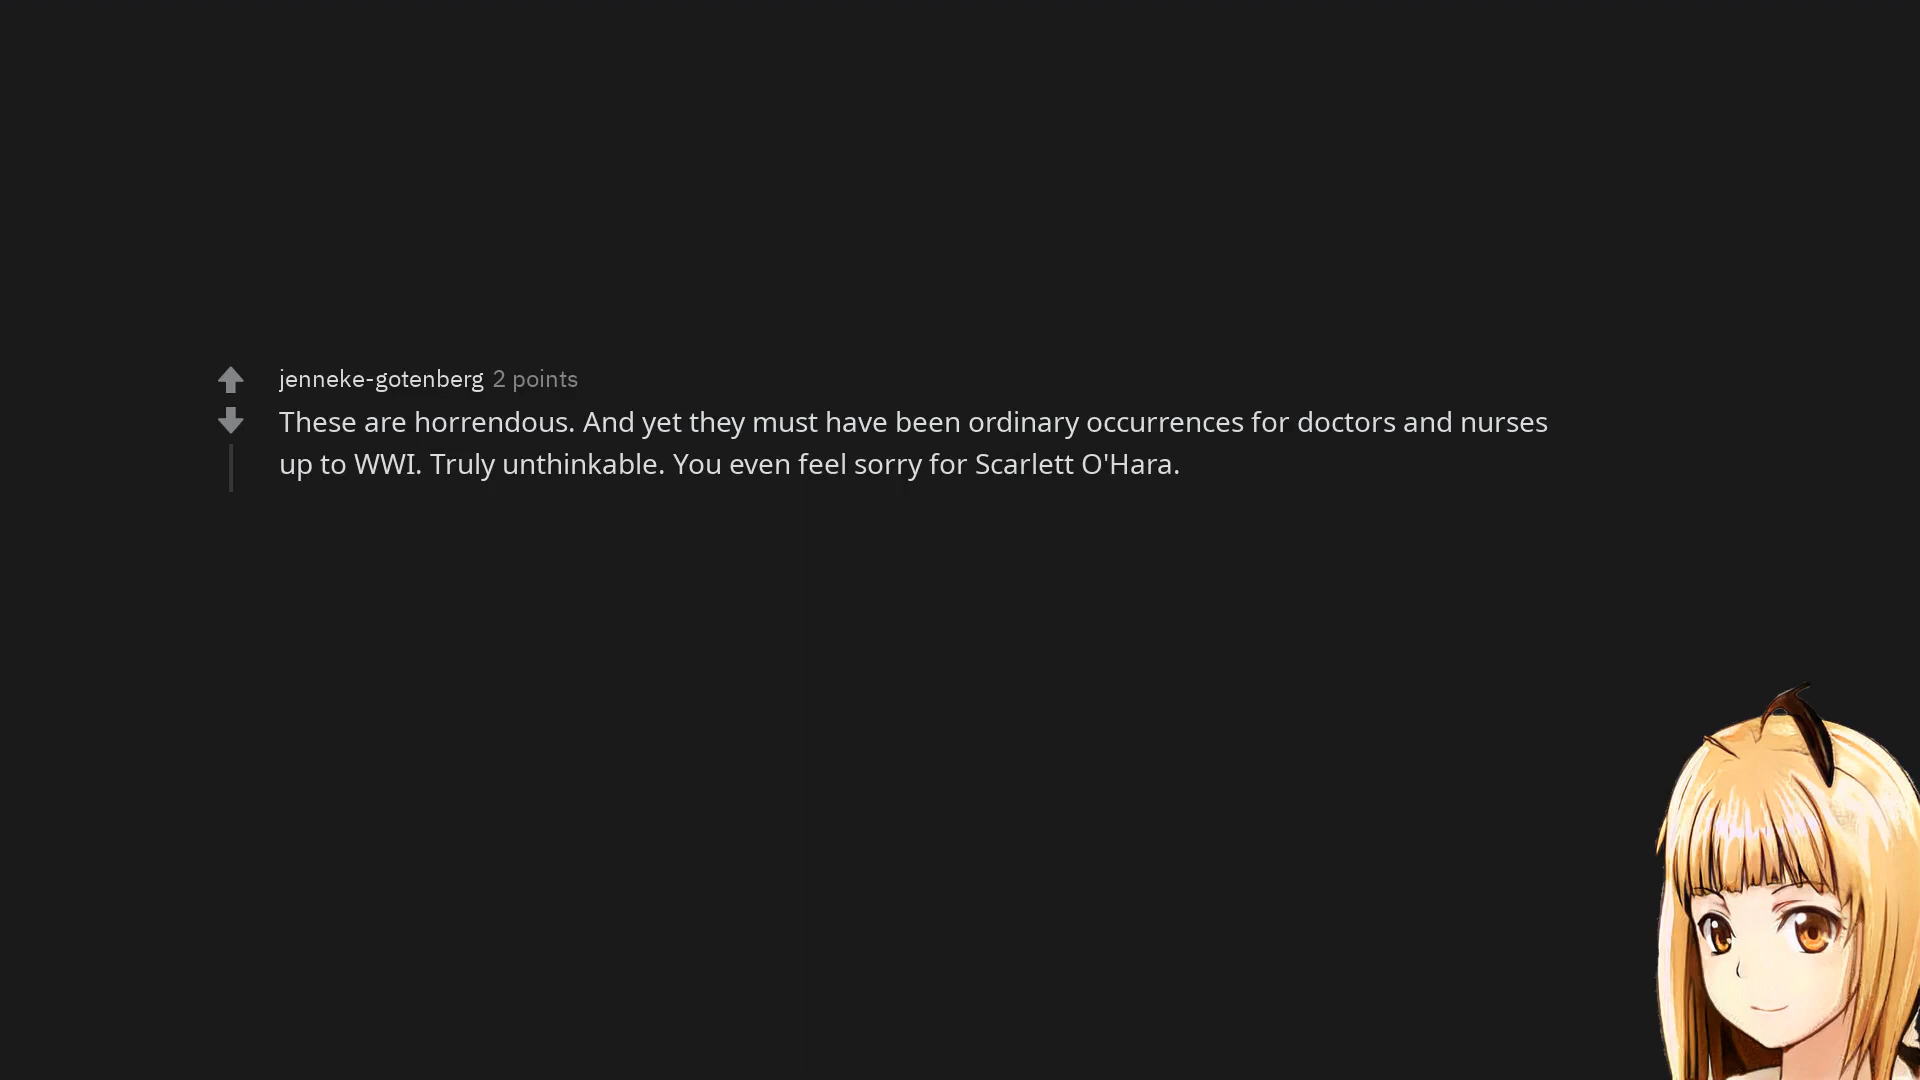 jenneke-gotenberg 2 points
These are horrendous. And yet they must have been ordinary occurrences for doctors and nurses
up to WWI. Truly unthinkable. You even feel sorry for Scarlett O'Hara.